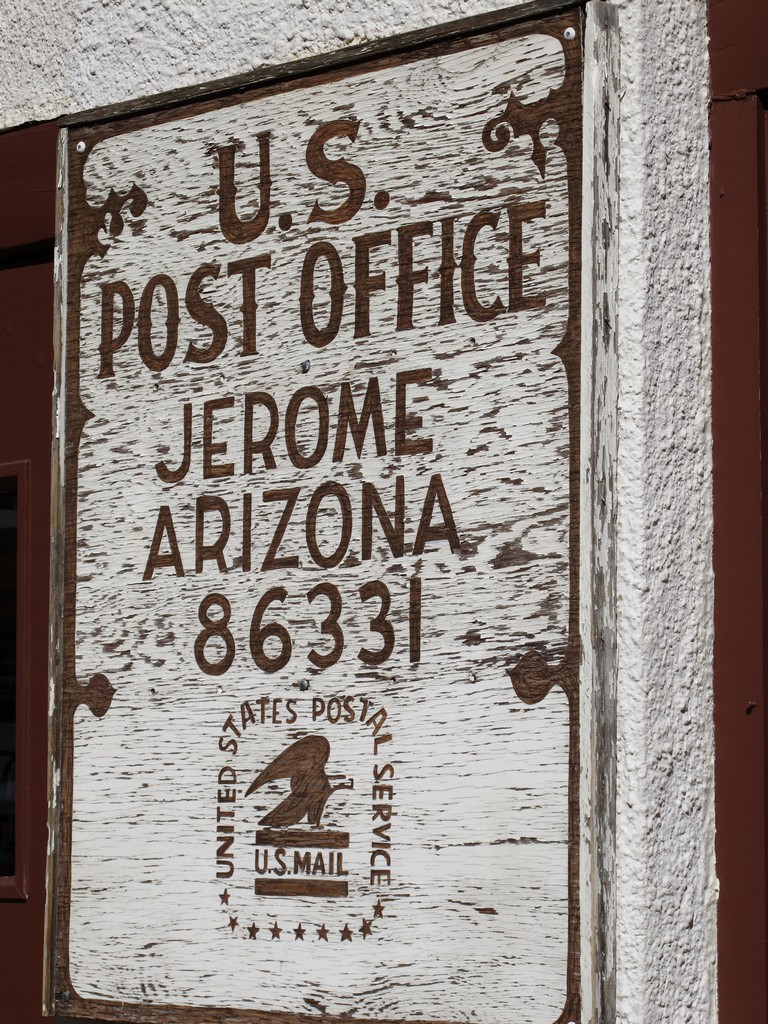 U.S.
POST OFFICE
JEROME
ARIZONA
86331
UNITED STATES POSTAL SERVICE
U.S.MAIL